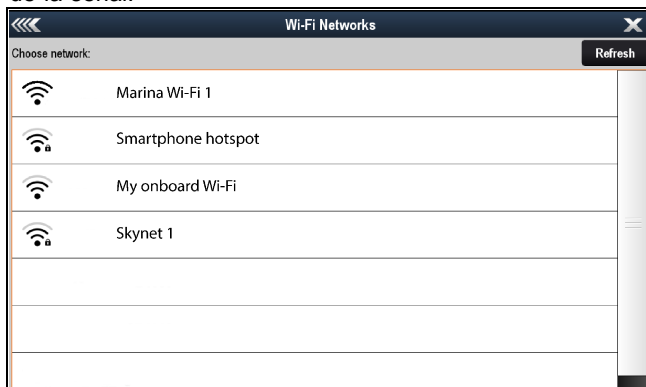 de la señal.
Wi-Fi Networks
Choose network:
Refresh
Marina Wi-Fi 1
Smartphone hotspot
My onboard Wi-Fi
Skynet 1